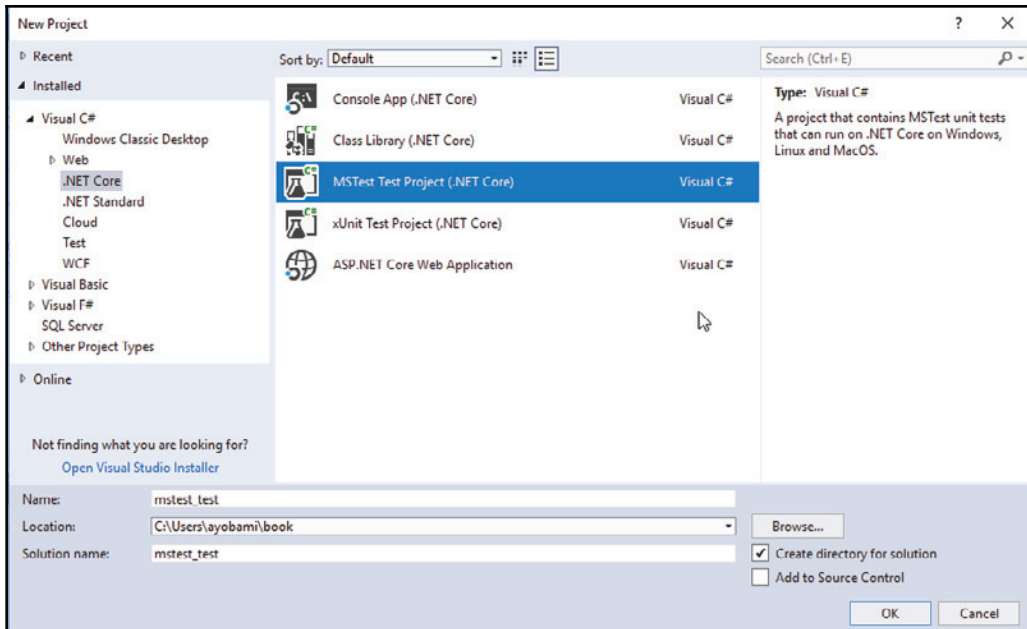 New Project
?
Recent
Installed
Visual C#
Windows Classic Desktop
Web
.NET Core
.NET Standard
Cloud
Test
WCF
Visual Basic
Visual F#
SQL Server
Other Project Types
Online
Not finding what you are looking for?
Open Visual Studio Installer
Sort by: Default
Console App (.NET Core) Visual C#
Class Library (.NET Core) Visual C#
MSTest Test Project (.NET Core) Visual C#
xUnit Test Project (.NET Core) Visual C#
ASP.NET Core Web Application Visual C#
Search (Ctrl+E)
Type: Visual C#
A project that contains MSTest unit tests
that can run on .NET Core on Windows,
Linux and MacOS.
Name: mstest_test
Location: C:\Users\ayobami\book Browse...
Solution name: mstest_test
Create directory for solution
Add to Source Control
OK Cancel